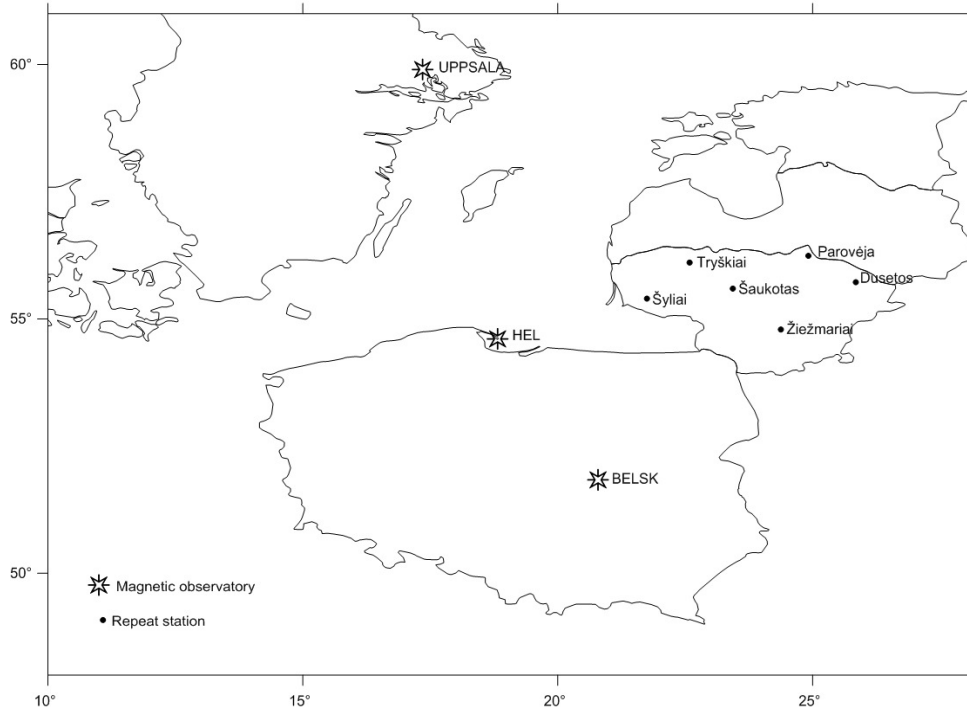 60°
UPPSALA
Parovėja
Tryškiai
Dusetos
Šaukotas
Šyliai
55°
Žiežmariai
HEL
BELSK
50°
Magnetic observatory
Repeat station
10°
15°
20°
25°